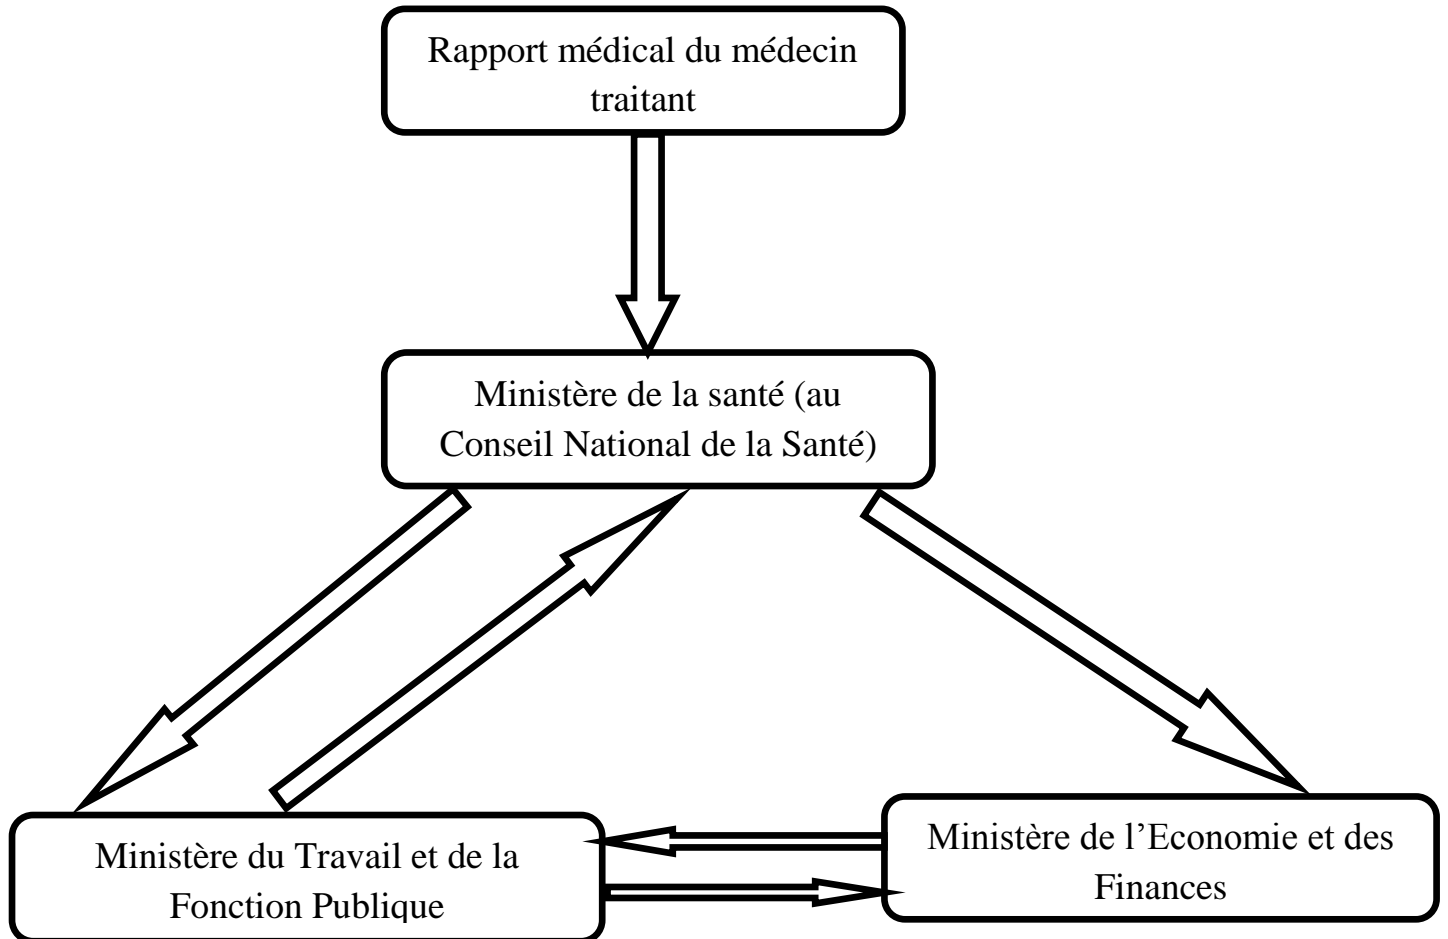 Rapport médical du médecin
traitant
Ministère de la santé (au
Conseil National de la Santé)
Ministère du Travail et de la
Fonction Publique
Ministère de l’Economie et des
Finances